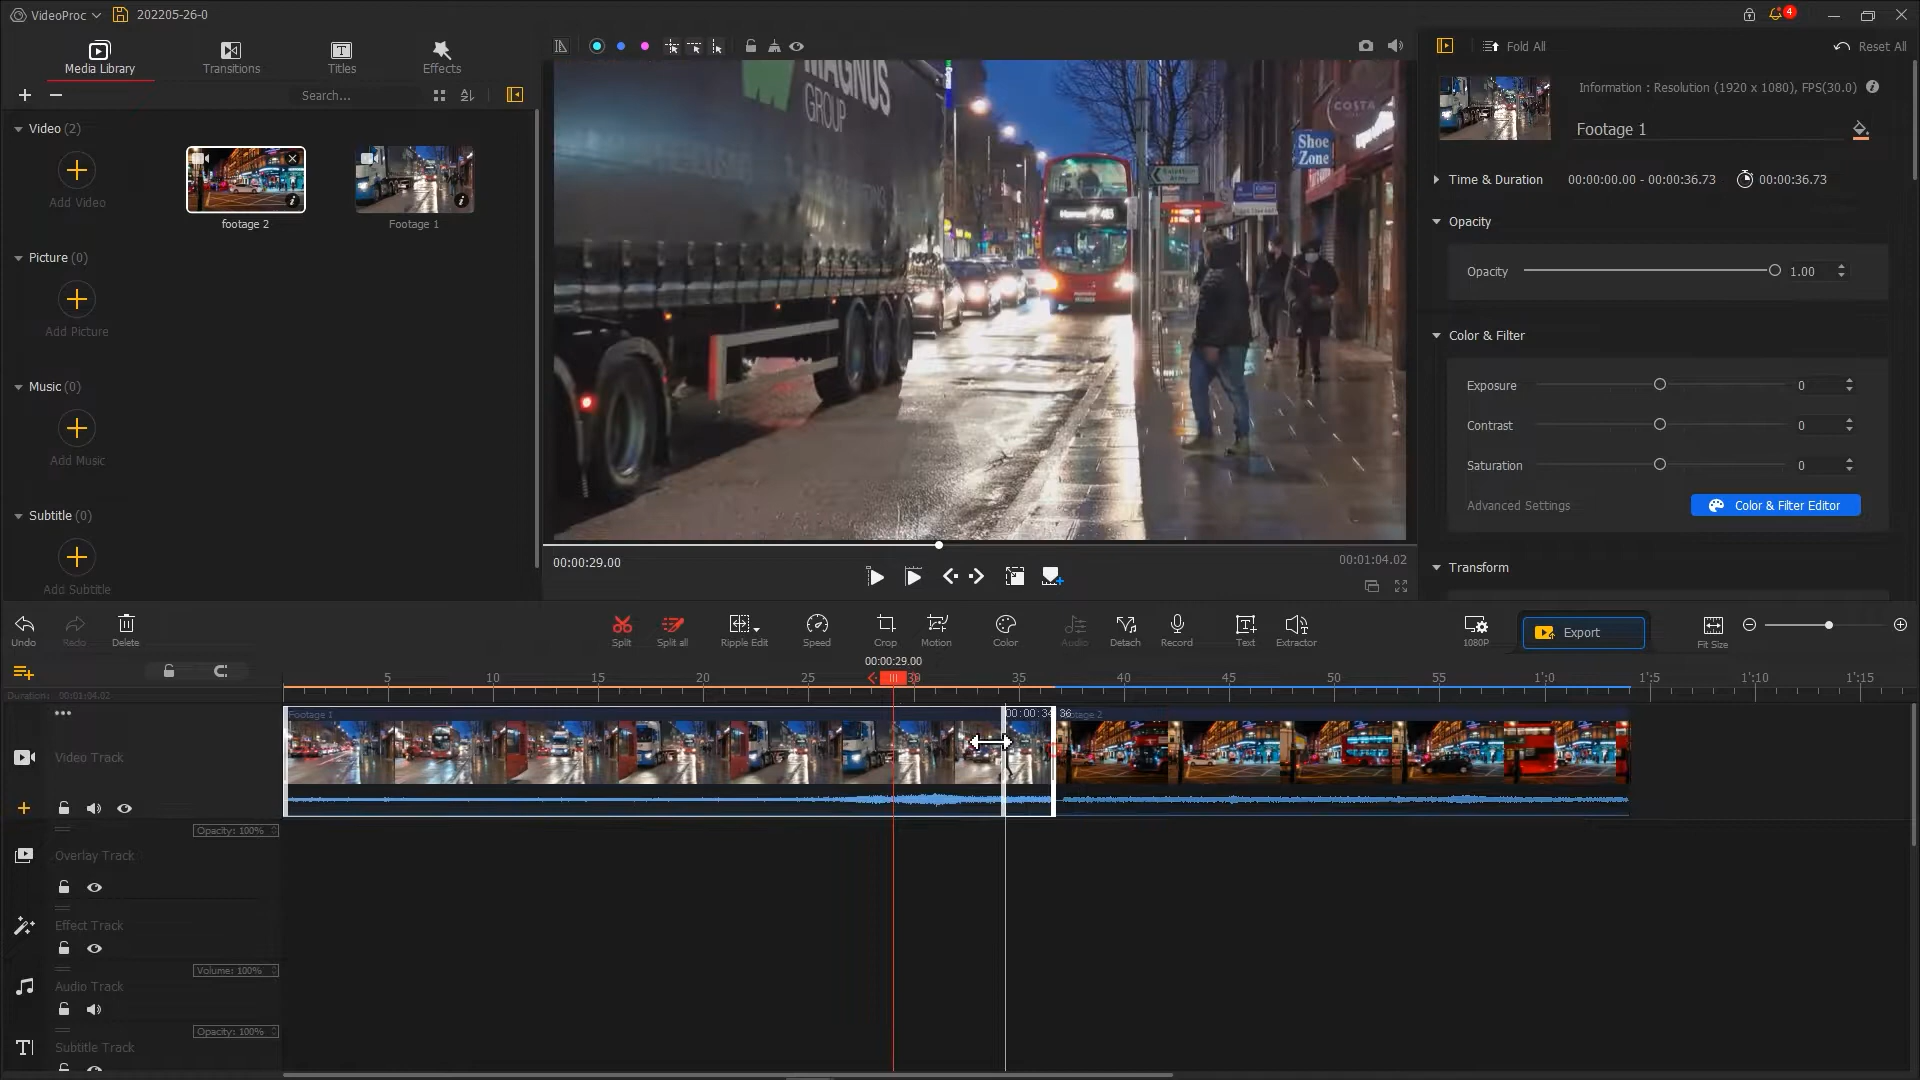 VideoProc
202205-26-0
4
Media Library
Transitions
Titles
Effects
Search...
Video (2)
Add Video
footage 2
Footage 1
Picture (0)
Add Picture
Music (0)
Add Music
Subtitle (0)
Add Subtitle
MAGNUS
GROUP
COSTA
Shoe
Zone
00:00:29.00
00:01:04.02
Fold All
Reset All
Information : Resolution (1920 x 1080), FPS(30.0)
Footage 1
Time & Duration
00:00:00.00 - 00:00:36.73
00:00:36.73
Opacity
Opacity
1.00
Color & Filter
Exposure
0
Contrast
0
Saturation
0
Advanced Settings
Color & Filter Editor
Transform
Undo
Redo
Delete
Split
Split all
Ripple Edit
Speed
Crop
Motion
Color
Audio
Detach
Record
Text
Extractor
1080P
Export
Fit Size
00:00:29.00
5
10
15
20
25
35
40
45
50
55
1':0
1':5
1':10
1':15
Duration: 00:01:04.02
Footage 1
Video Track
Opacity: 100%
Overlay Track
Effect Track
Volume: 100%
Audio Track
Opacity: 100%
Subtitle Track